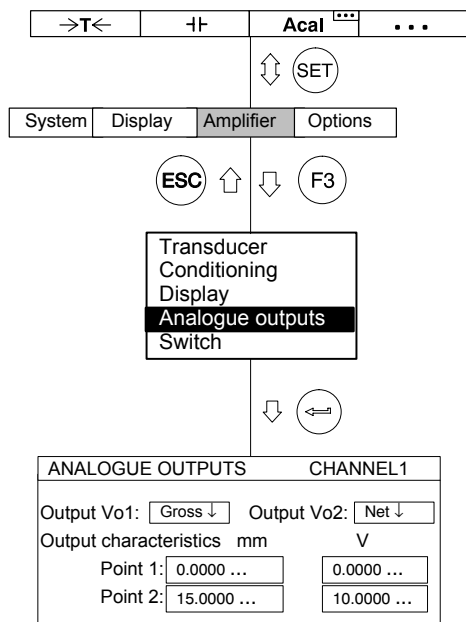 →T← ⊣⊢ Acal ... ...
SET
System Display Amplifier Options
ESC F3
Transducer
Conditioning
Display
Analogue outputs
Switch
ANALOGUE OUTPUTS CHANNEL1
Output Vo1: Gross ↓ Output Vo2: Net ↓
Output characteristics mm V
Point 1: 0.0000 ... 0.0000 ...
Point 2: 15.0000 ... 10.0000 ...